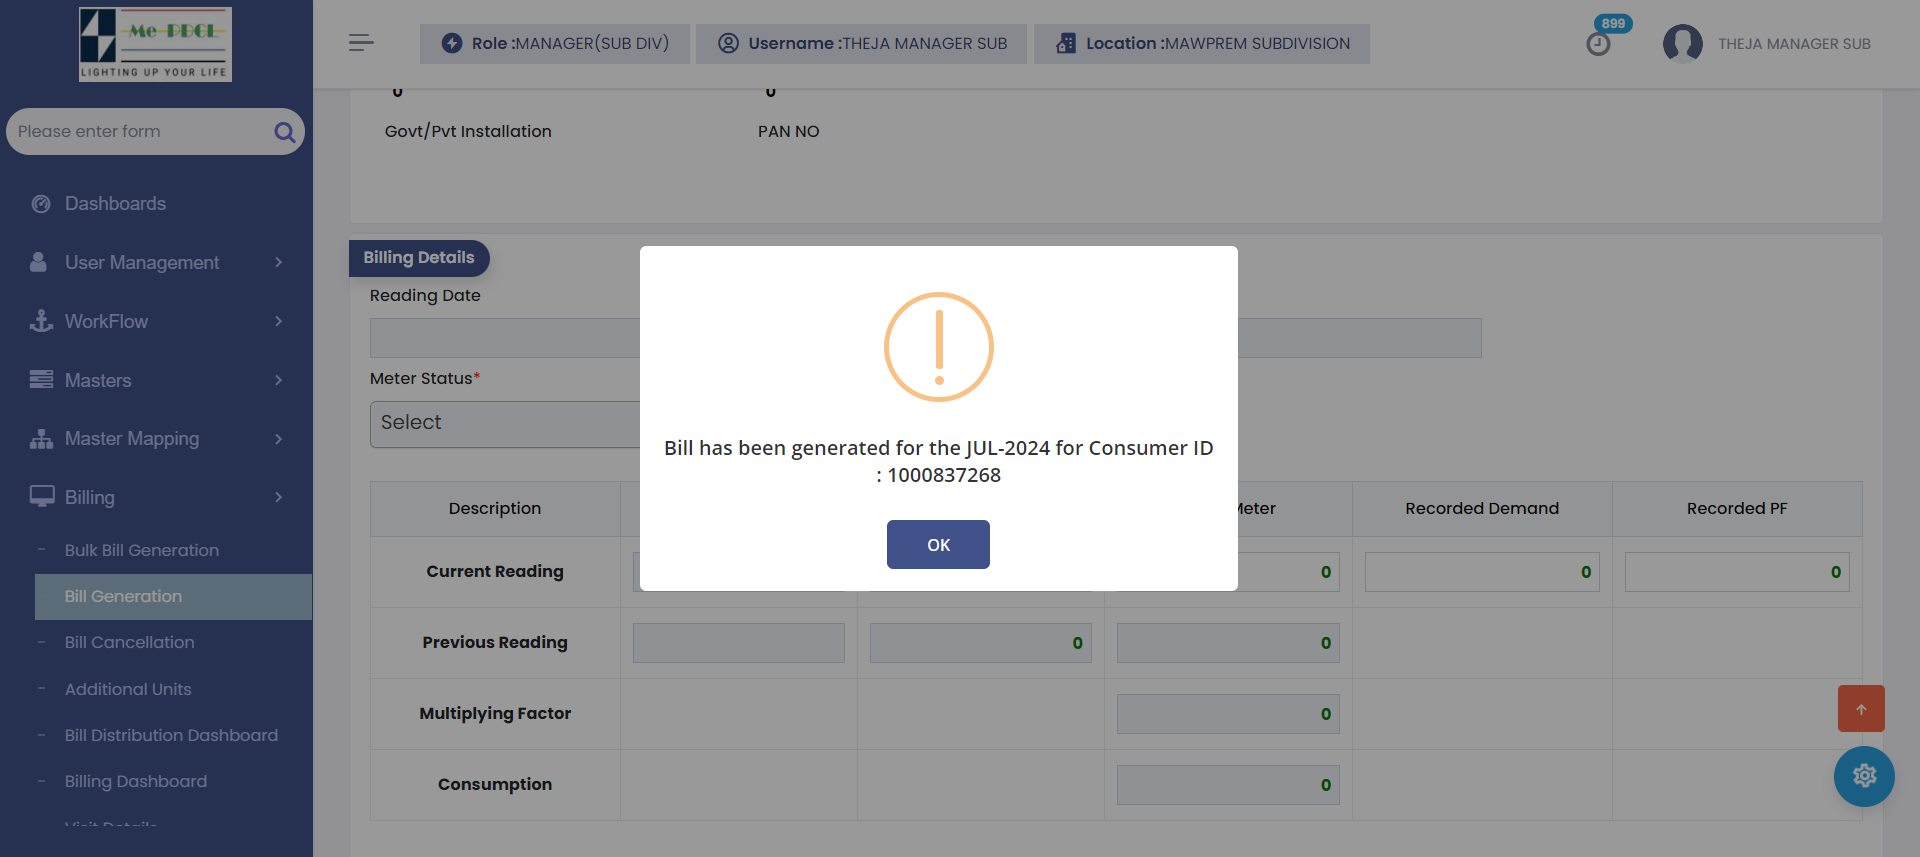 Me PDCL
LIGHTING UP YOUR LIFE
Role :MANAGER(SUB DIV)
Username :THEJA MANAGER SUB
Location :MAWPREM SUBDIVISION
899
THEJA MANAGER SUB
Please enter form
Dashboards
User Management
WorkFlow
Masters
Master Mapping
Billing
Bulk Bill Generation
Bill Generation
Bill Cancellation
Additional Units
Bill Distribution Dashboard
Billing Dashboard
Visit Details
0 0
Govt/Pvt Installation PAN NO
Billing Details
Reading Date
Meter Status*
Select
Bill has been generated for the JUL-2024 for Consumer ID
: 1000837268
OK
Description Meter Recorded Demand Recorded PF
Current Reading 0 0 0
Previous Reading 0 0
Multiplying Factor 0
Consumption 0